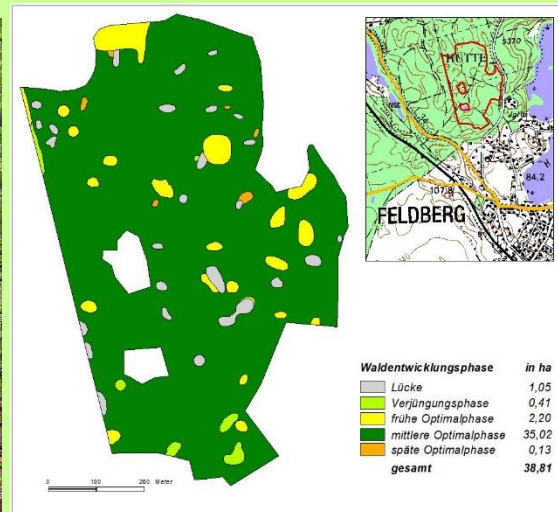 HÜTTE
5370
107,8
84,2
FELDBERG
Waldentwicklungsphase in ha
Lücke 1,05
Verjüngungsphase 0,41
frühe Optimalphase 2,20
mittlere Optimalphase 35,02
späte Optimalphase 0,13
gesamt 38,81
0 100 200 Meter